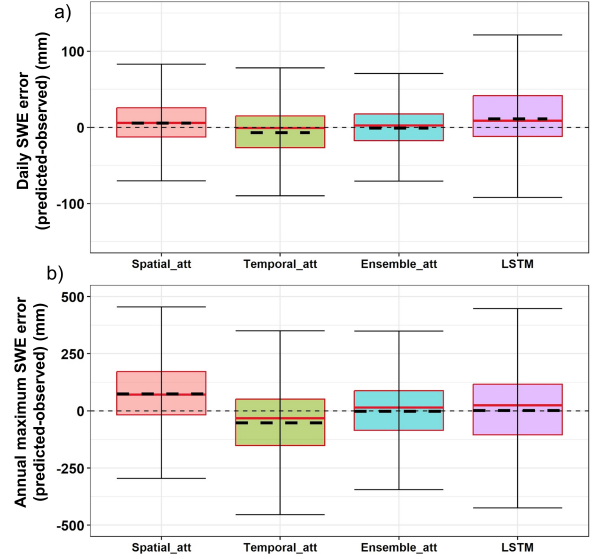 a)
Daily SWE error
(predicted-observed) (mm)
100
0
-100
Spatial_att Temporal_att Ensemble_att LSTM
b)
Annual maximum SWE error
(predicted-observed) (mm)
500
250
0
-250
-500
Spatial_att Temporal_att Ensemble_att LSTM